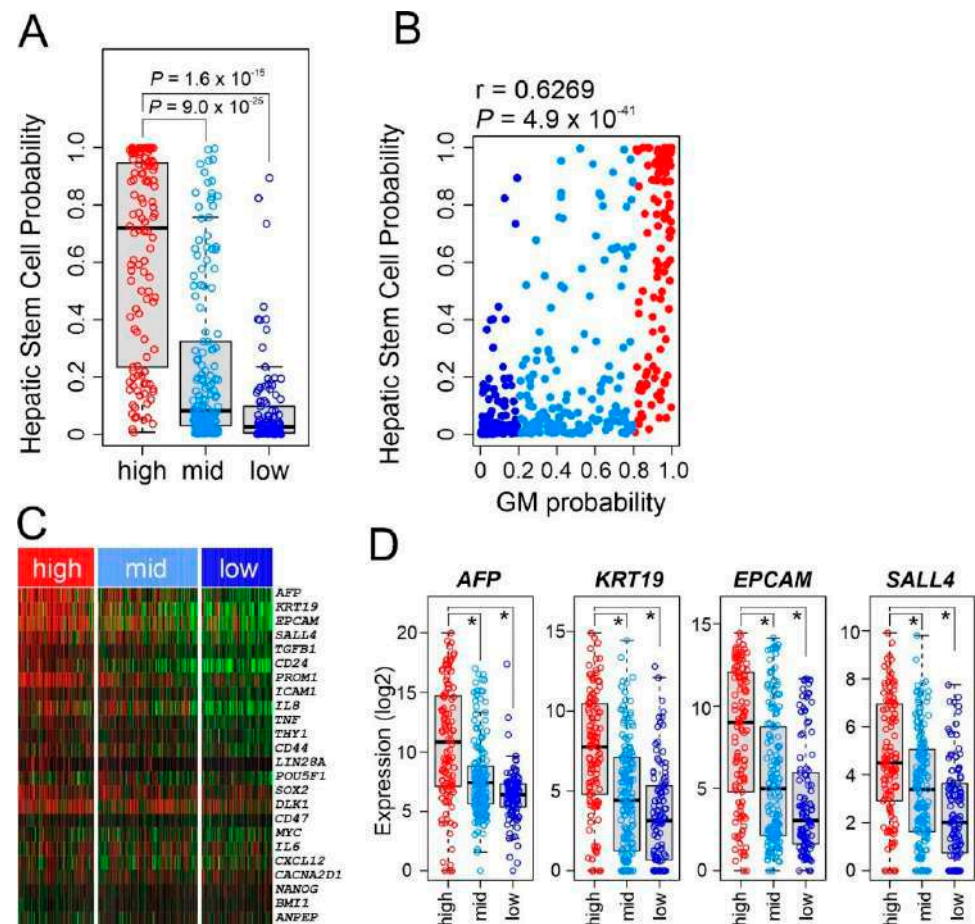 A
P = 1.6 x 10^-15
P = 9.0 x 10^-25
Hepatic Stem Cell Probability
1.0
0.8
0.6
0.4
0.2
0
high mid low
B
r = 0.6269
P = 4.9 x 10^-41
Hepatic Stem Cell Probability
1.0
0.8
0.6
0.4
0.2
0
0 0.2 0.4 0.6 0.8 1.0
GM probability
C
high mid low
AFP
KRT19
EPCAM
SALL4
TGFB1
CD24
PROM1
ICAM1
IL8
TNF
THY1
CD44
LIN28A
POU5F1
SOX2
DLK1
CD47
MYC
IL6
CXCL12
CACNA2D1
NANOG
BMI1
ANPEP
D
AFP
Expression (log2)
20
15
10
5
0
* *
high mid low
KRT19
15
10
5
0
* *
high mid low
EPCAM
15
10
5
0
* *
high mid low
SALL4
10
8
6
4
2
0
* *
high mid low